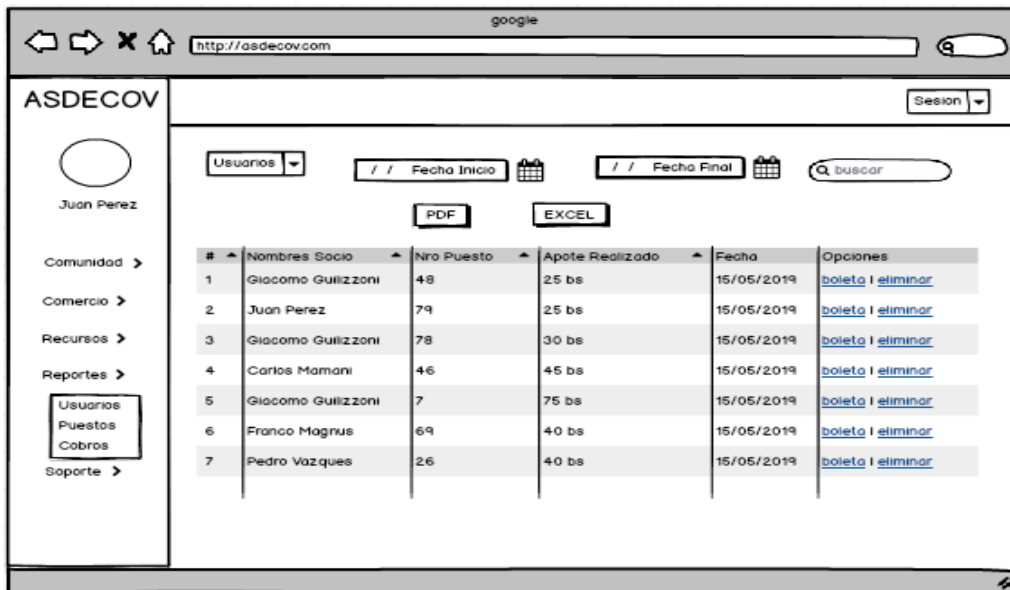 google
http://asdecov.com
ASDECOV
Sesion
Juan Perez
Comunidad >
Comercio >
Recursos >
Reportes >
Usuarios
Puestos
Cobros
Soporte >
Usuarios
/ / Fecha Inicio
/ / Fecha Final
buscar
PDF
EXCEL
# Nombres Socio Nro Puesto Apote Realizado Fecha Opciones
1 Giacomo Guilizzoni 48 25 bs 15/05/2019 boleta | eliminar
2 Juan Perez 79 25 bs 15/05/2019 boleta | eliminar
3 Giacomo Guilizzoni 78 30 bs 15/05/2019 boleta | eliminar
4 Carlos Mamani 46 45 bs 15/05/2019 boleta | eliminar
5 Giacomo Guilizzoni 7 75 bs 15/05/2019 boleta | eliminar
6 Franco Magnus 69 40 bs 15/05/2019 boleta | eliminar
7 Pedro Vazques 26 40 bs 15/05/2019 boleta | eliminar